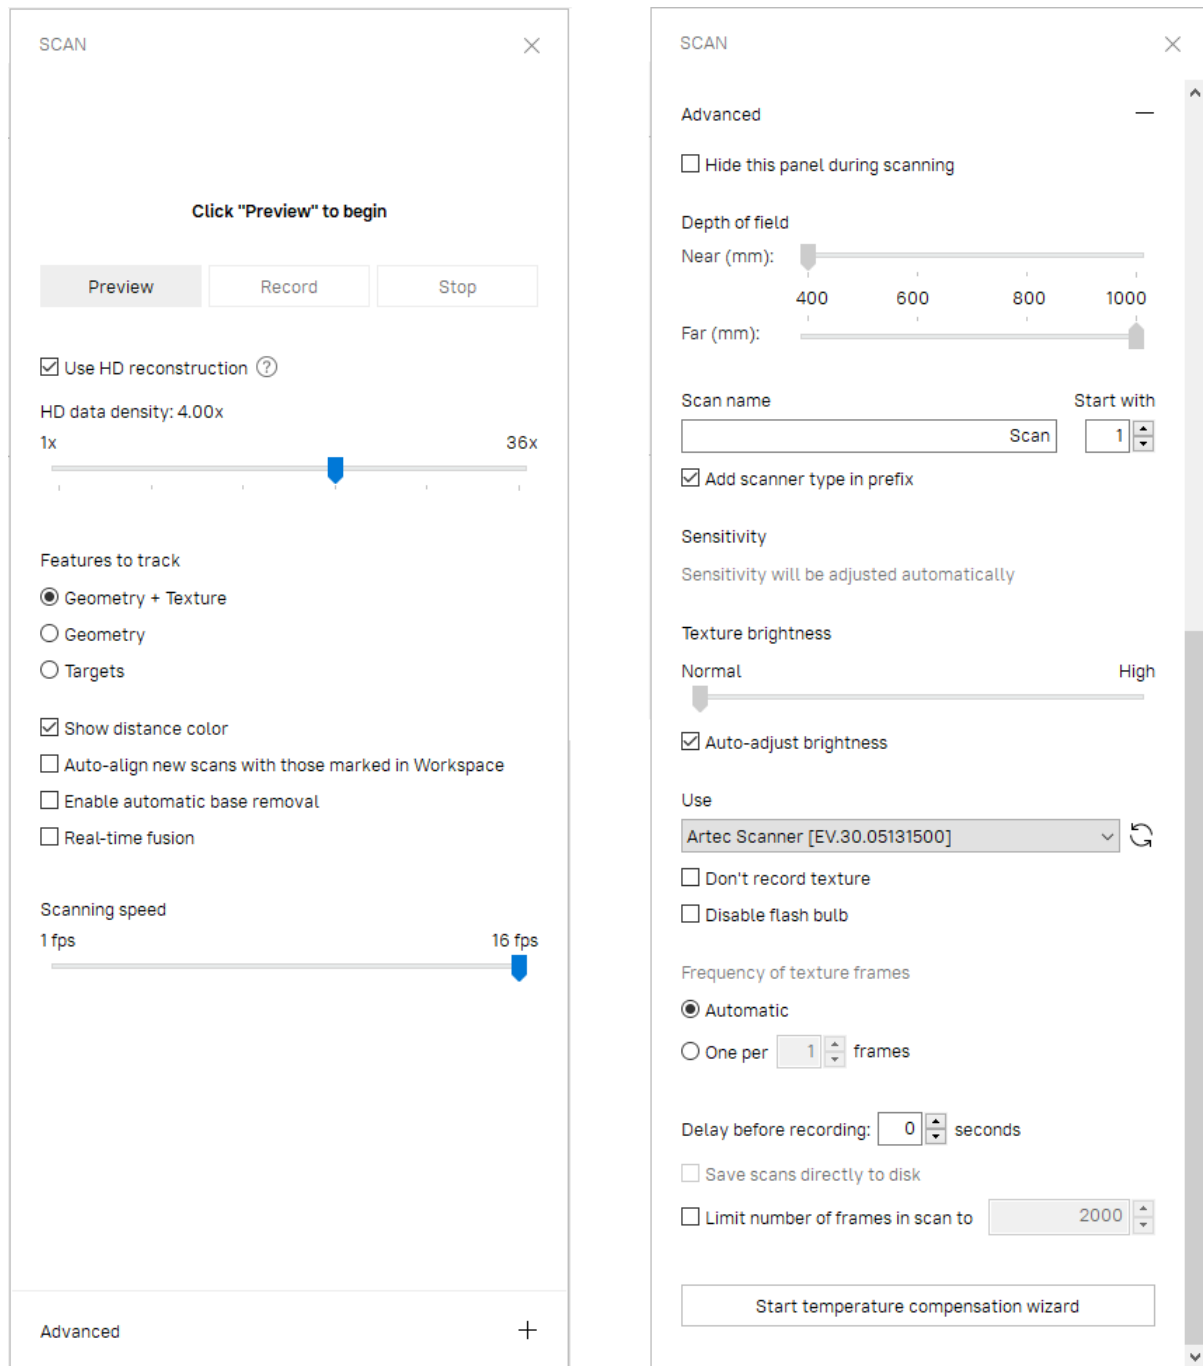 SCAN
Click "Preview" to begin
Preview Record Stop
Use HD reconstruction ?
HD data density: 4.00x
1x 36x
Features to track
Geometry + Texture
Geometry
Targets
Show distance color
Auto-align new scans with those marked in Workspace
Enable automatic base removal
Real-time fusion
Scanning speed
1 fps 16 fps
Advanced
SCAN
Advanced
Hide this panel during scanning
Depth of field
Near (mm):
400 600 800 1000
Far (mm):
Scan name Start with
Scan 1
Add scanner type in prefix
Sensitivity
Sensitivity will be adjusted automatically
Texture brightness
Normal High
Auto-adjust brightness
Use
Artec Scanner [EV.30.05131500]
Don't record texture
Disable flash bulb
Frequency of texture frames
Automatic
One per 1 frames
Delay before recording: 0 seconds
Save scans directly to disk
Limit number of frames in scan to 2000
Start temperature compensation wizard